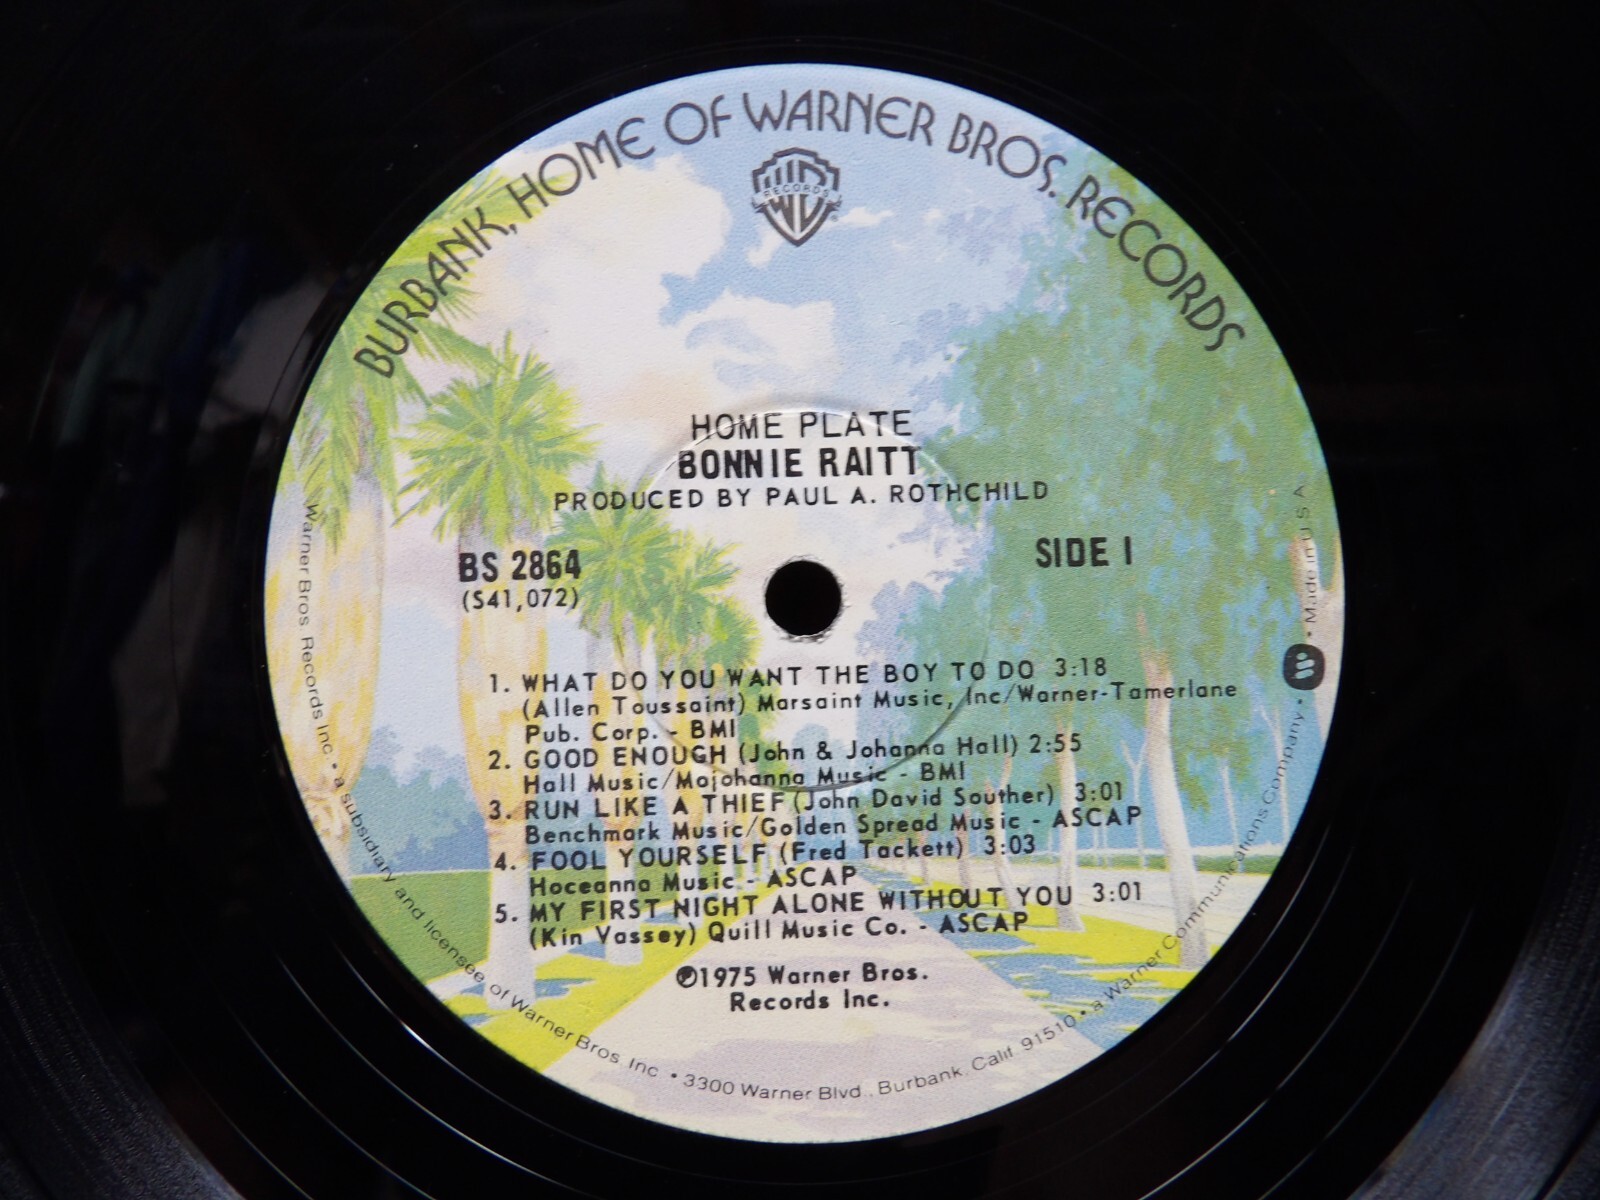 BURBANK, HOME OF WARNER BROS. RECORDS
RECORDS
HOME PLATE
BONNIE RAITT
PRODUCED BY PAUL A. ROTHCHILD
BS 2864
(S41,072)
SIDE 1
1. WHAT DO YOU WANT THE BOY TO DO 3:18
(Allen Toussaint) Marsaint Music, Inc/Warner-Tamerlane
Pub. Corp. - BMI
2. GOOD ENOUGH (John & Johanna Hall) 2:55
Hall Music/Mojohanna Music - BMI
3. RUN LIKE A THIEF (John David Souther) 3:01
Benchmark Music/Golden Spread Music - ASCAP
4. FOOL YOURSELF (Fred Tackett) 3:03
Hoceanna Music - ASCAP
5. MY FIRST NIGHT ALONE WITHOUT YOU 3:01
(Kin Vassey) Quill Music Co. - ASCAP
℗1975 Warner Bros.
Records Inc.
Warner Bros. Records Inc. • a subsidiary and licensee of Warner Bros. Inc. • 3300 Warner Blvd., Burbank, Calif. 91510 • a Warner Communications Company • Made in U S A